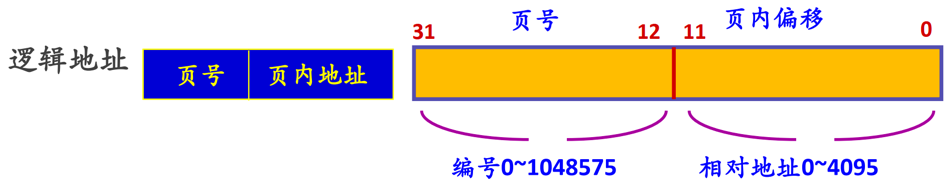 页号 页内偏移
31 12 11 0
逻辑地址 页号 页内地址
编号0~1048575 相对地址0~4095